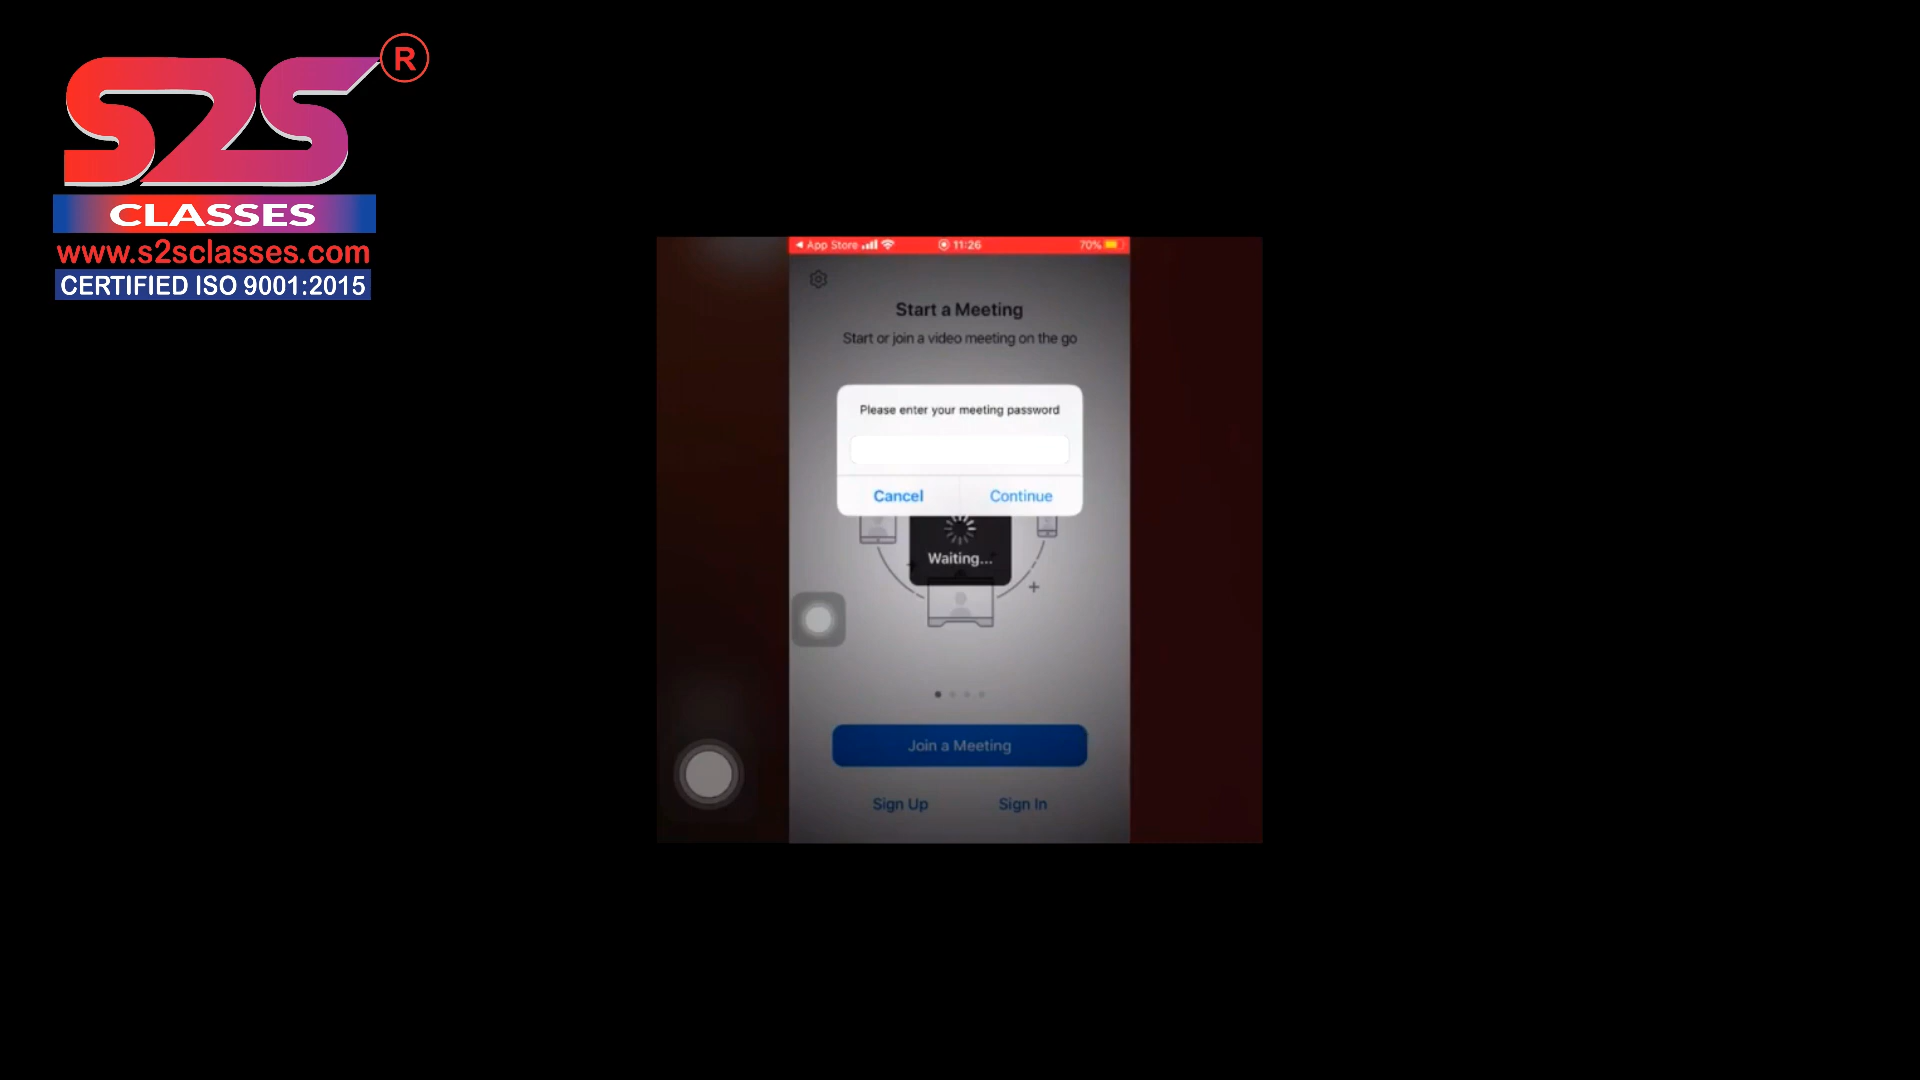 S2S
®
CLASSES
www.s2sclasses.com
CERTIFIED ISO 9001:2015
App Store
11:26
70%
Start a Meeting
Start or join a video meeting on the go
Please enter your meeting password
Cancel Continue
Waiting...
Join a Meeting
Sign Up Sign In